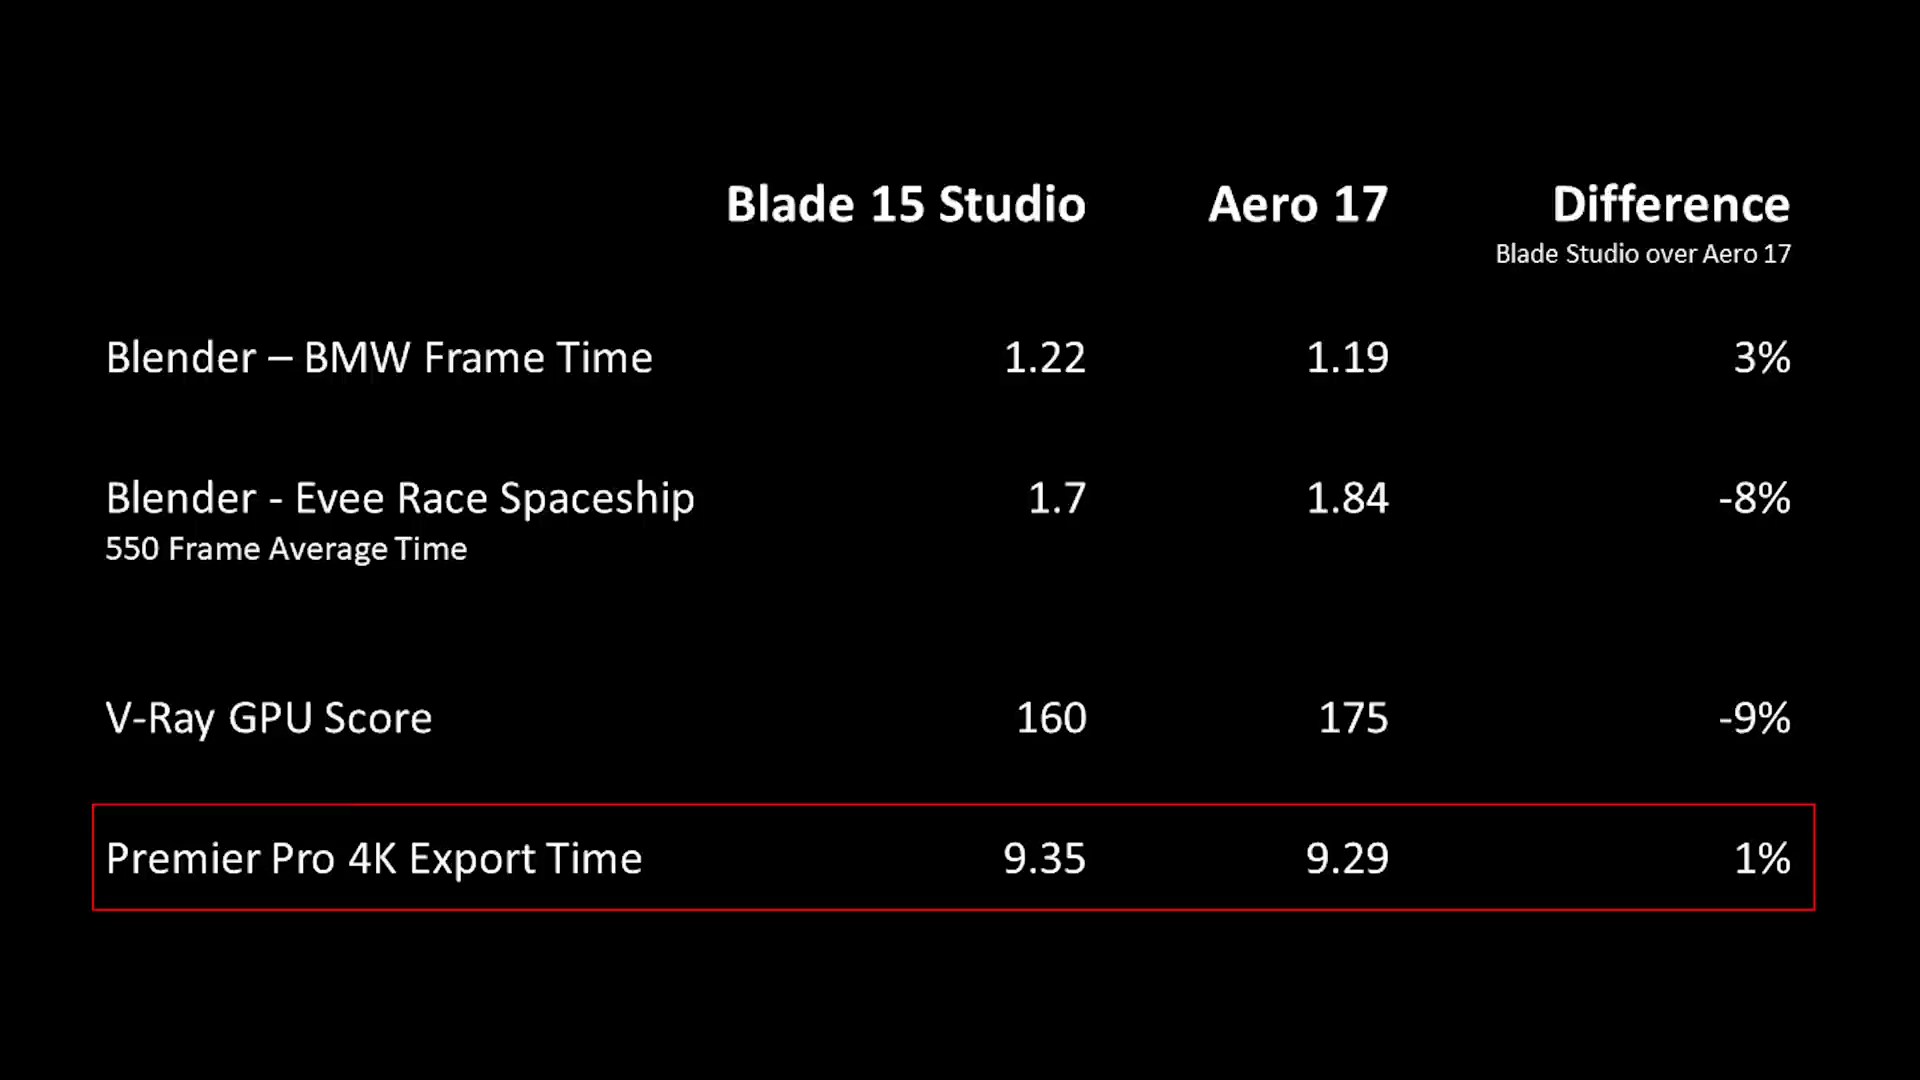 Blade 15 Studio Aero 17 Difference
Blade Studio over Aero 17
Blender – BMW Frame Time 1.22 1.19 3%
Blender - Evee Race Spaceship 1.7 1.84 -8%
550 Frame Average Time
V-Ray GPU Score 160 175 -9%
Premier Pro 4K Export Time 9.35 9.29 1%